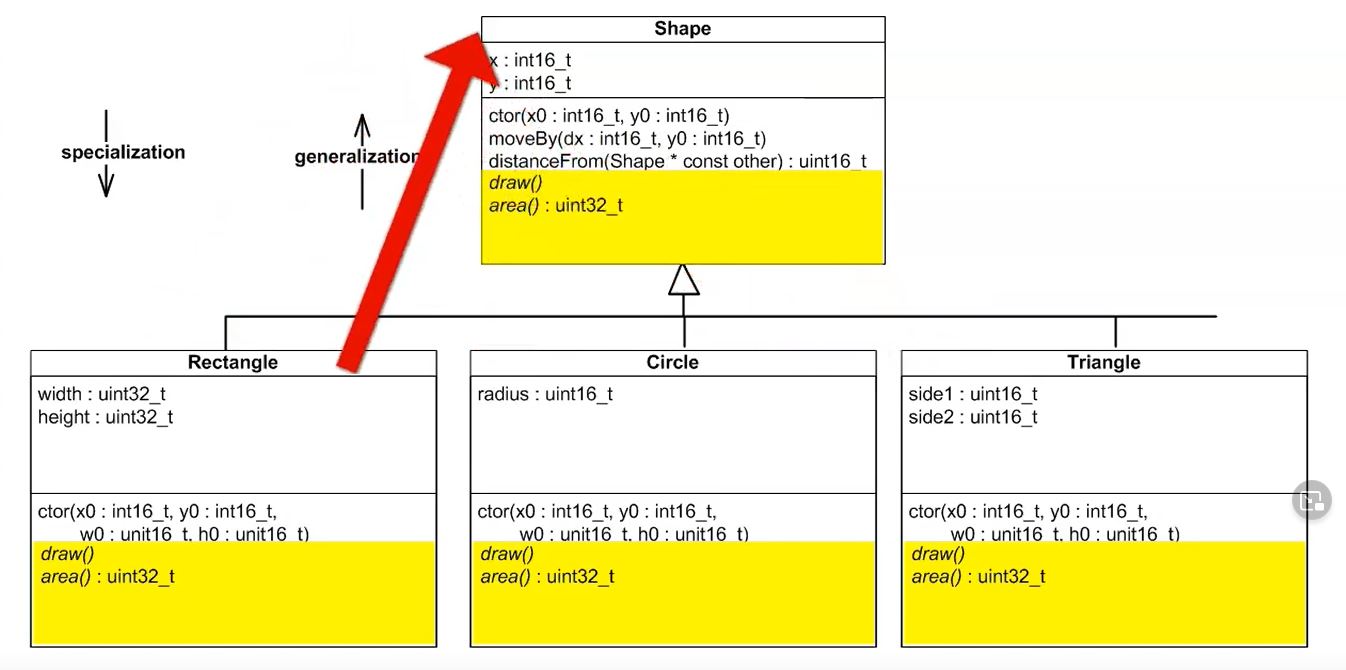 Shape
x : int16_t
y : int16_t
ctor(x0 : int16_t, y0 : int16_t)
moveBy(dx : int16_t, y0 : int16_t)
distanceFrom(Shape * const other) : uint16_t
draw()
area() : uint32_t
specialization
generalization
Rectangle
width : uint32_t
height : uint32_t
ctor(x0 : int16_t, y0 : int16_t,
w0 : unit16_t, h0 : unit16_t)
draw()
area() : uint32_t
Circle
radius : uint16_t
ctor(x0 : int16_t, y0 : int16_t,
w0 : unit16_t, h0 : unit16_t)
draw()
area() : uint32_t
Triangle
side1 : uint16_t
side2 : uint16_t
ctor(x0 : int16_t, y0 : int16_t,
w0 : unit16_t, h0 : unit16_t)
draw()
area() : uint32_t